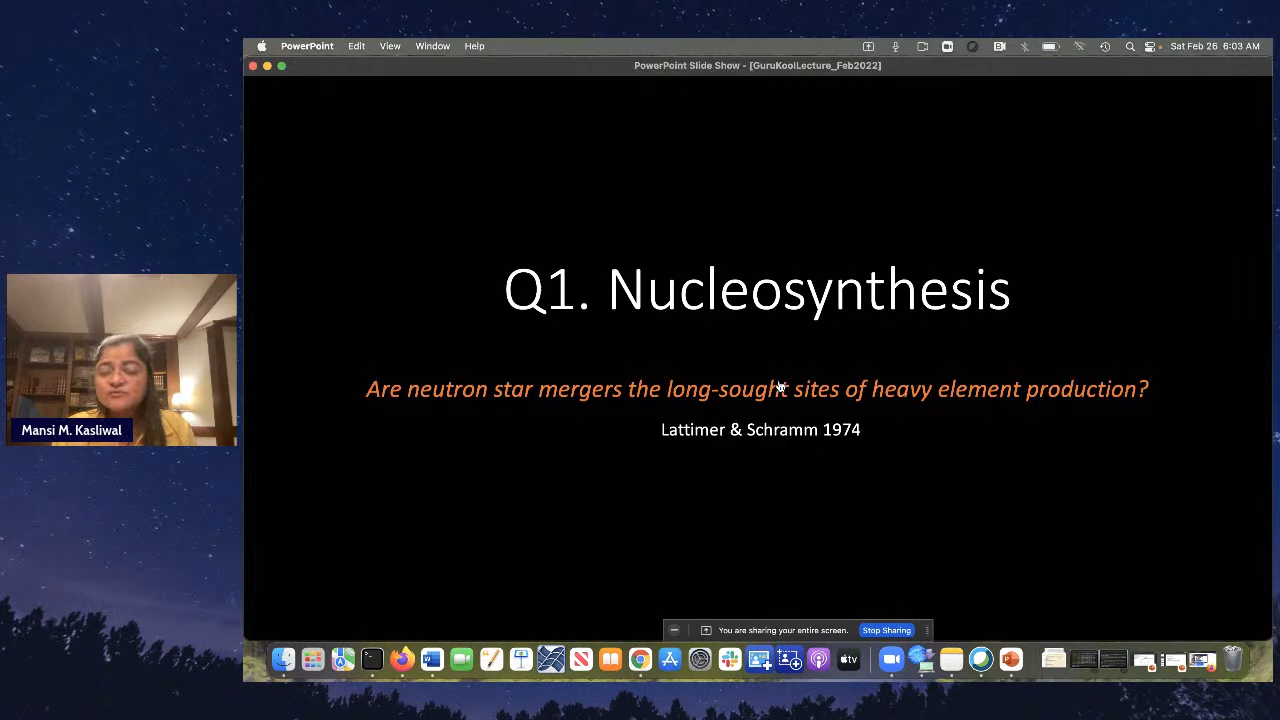 PowerPoint Edit View Window Help Sat Feb 26 6:03 AM
PowerPoint Slide Show - [GuruKoolLecture_Feb2022]
Q1. Nucleosynthesis
Are neutron star mergers the long-sought sites of heavy element production?
Lattimer & Schramm 1974
Mansi M. Kasliwal
You are sharing your entire screen. Stop Sharing
tv